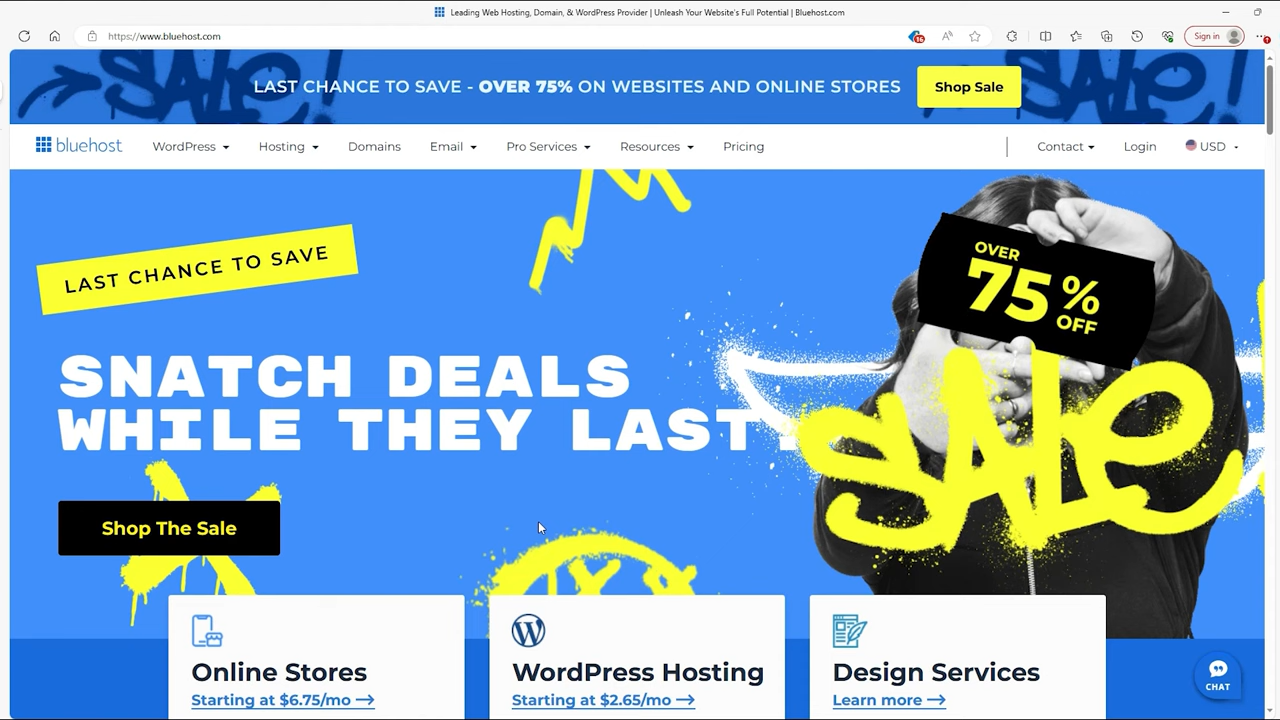 Leading Web Hosting, Domain, & WordPress Provider | Unleash Your Website's Full Potential | Bluehost.com
https://www.bluehost.com
16
Sign in
SALE!
LAST CHANCE TO SAVE - OVER 75% ON WEBSITES AND ONLINE STORES
Shop Sale
SALE!
bluehost
WordPress
Hosting
Domains
Email
Pro Services
Resources
Pricing
Contact
Login
USD
LAST CHANCE TO SAVE
OVER
75%
OFF
SNATCH DEALS
WHILE THEY LAST
SALE
Shop The Sale
Online Stores
Starting at $6.75/mo →
WordPress Hosting
Starting at $2.65/mo →
Design Services
Learn more →
CHAT